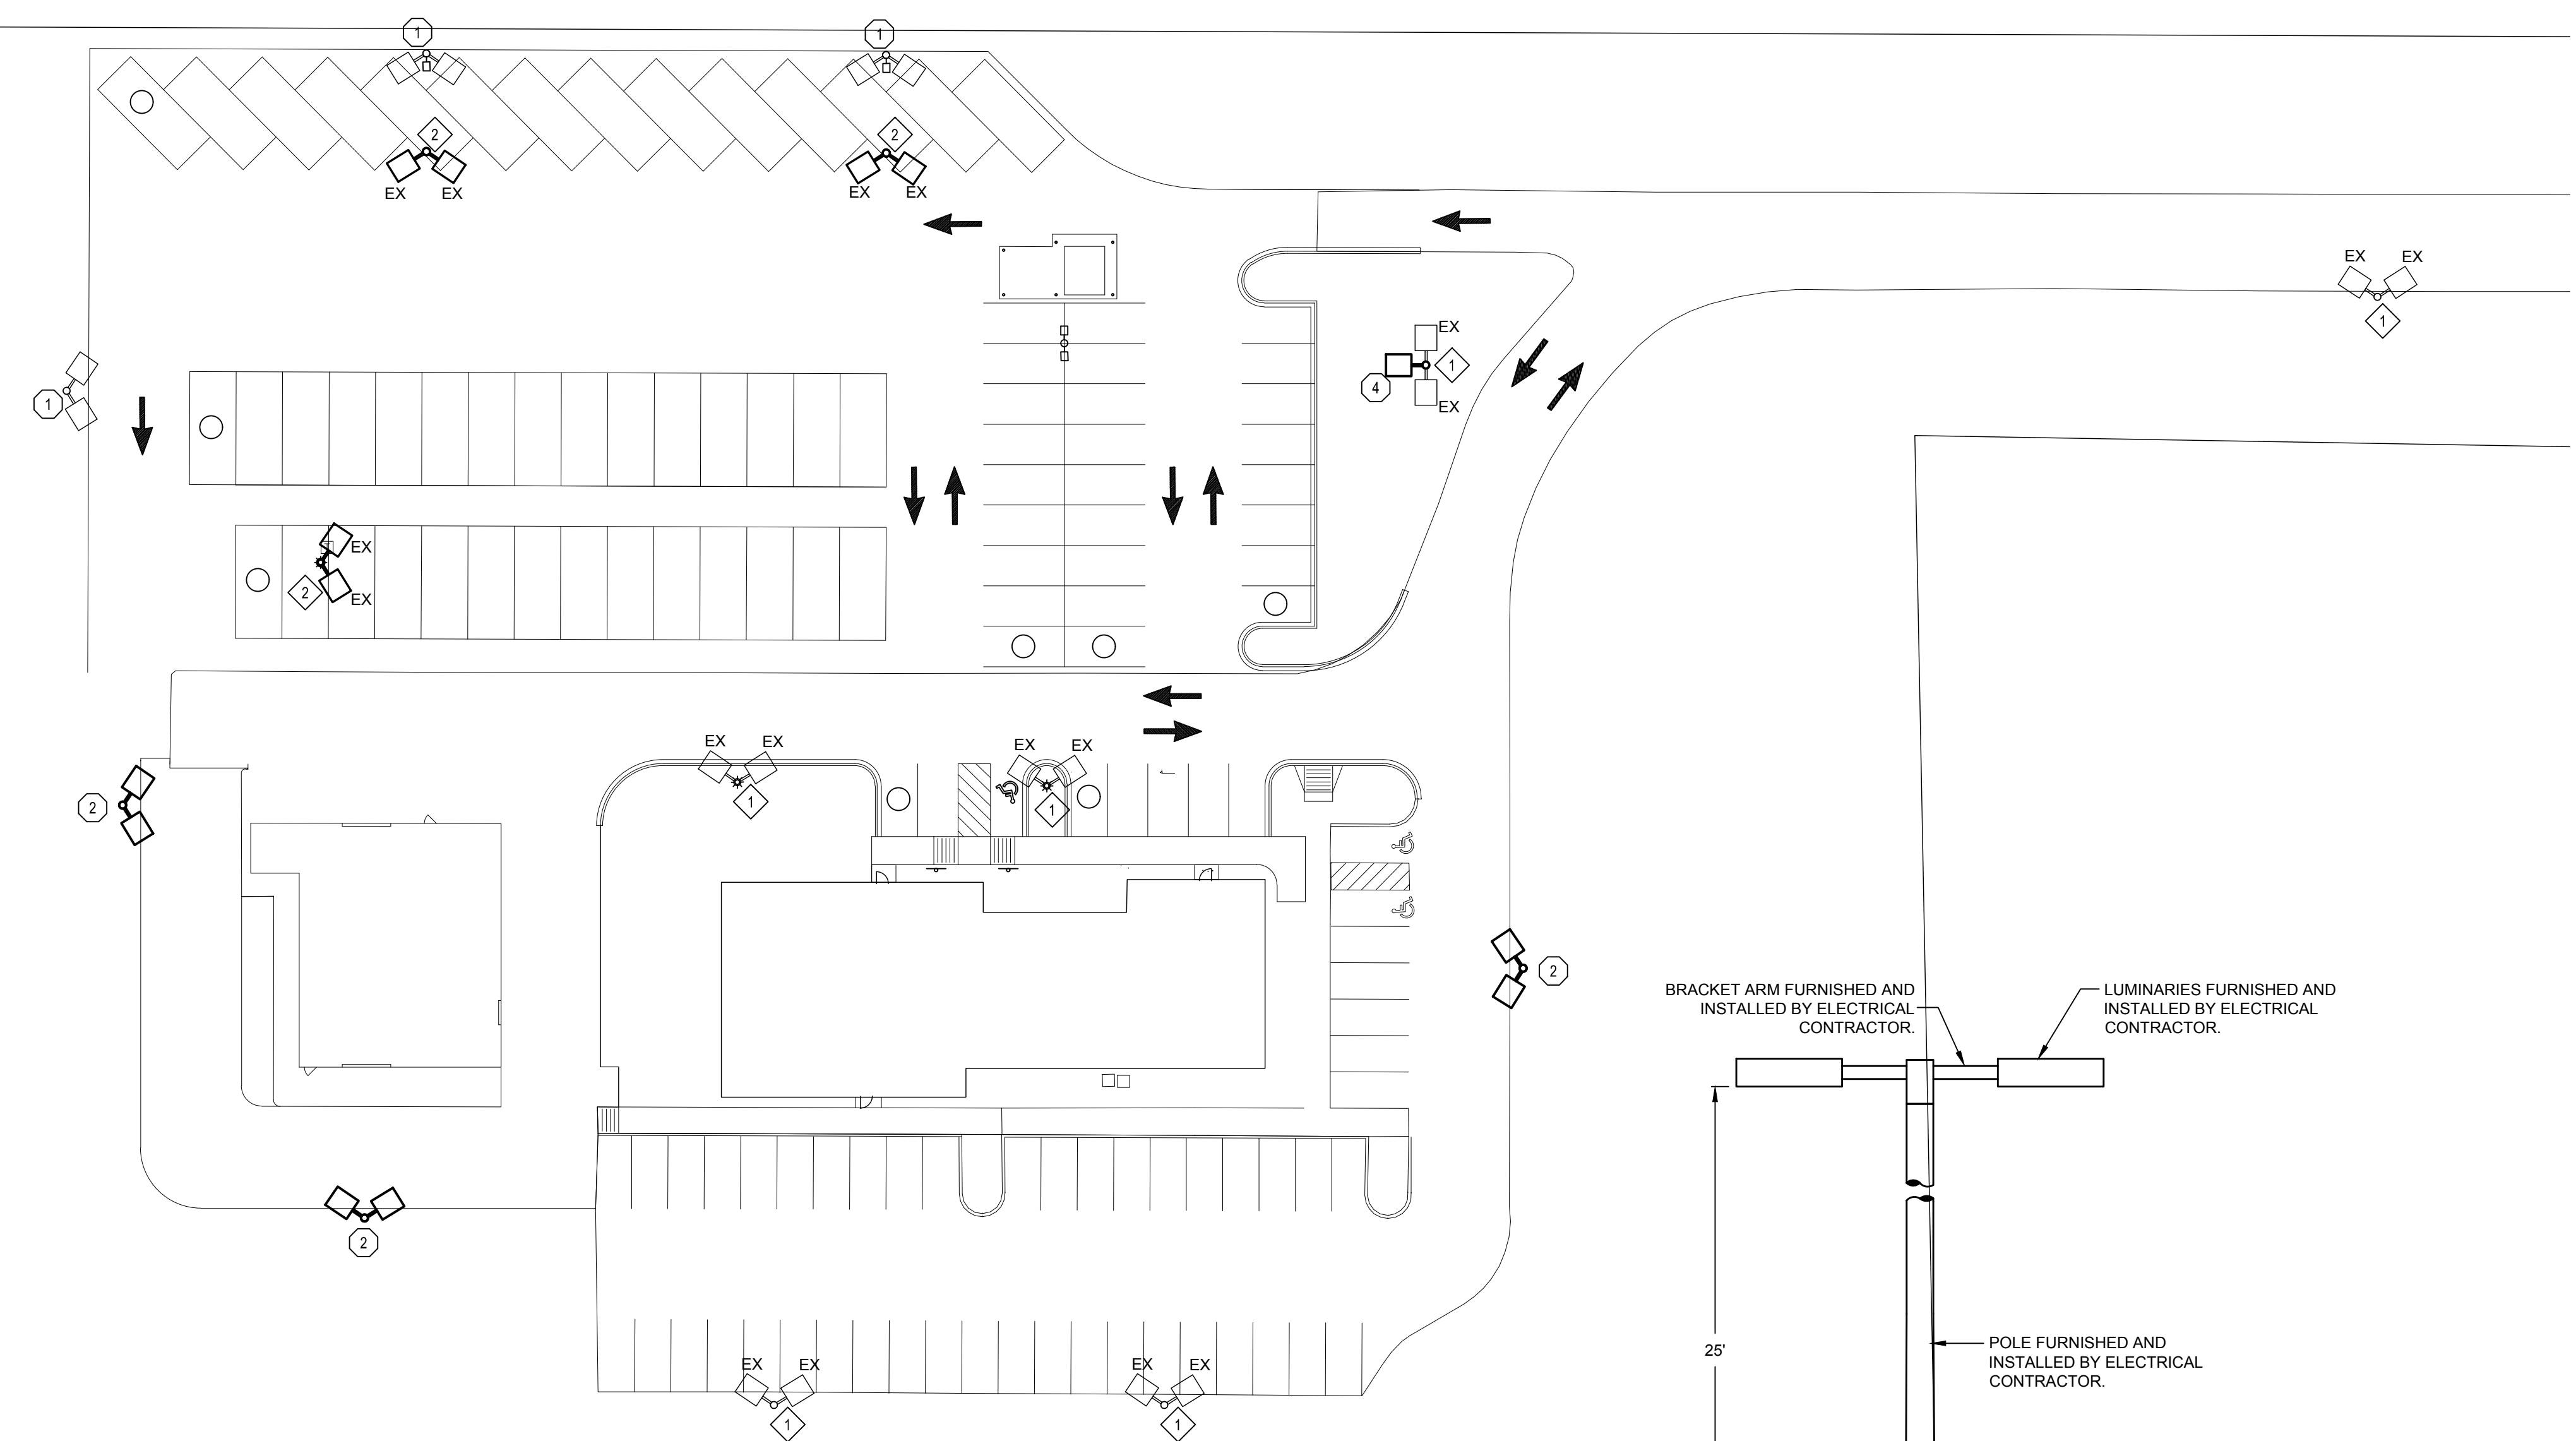 1
1
2
2
EX EX
EX EX
EX EX
1
EX
4
1
EX
1
EX
2
EX
EX EX
EX EX
2
1
1
2
BRACKET ARM FURNISHED AND
INSTALLED BY ELECTRICAL
CONTRACTOR.
LUMINARIES FURNISHED AND
INSTALLED BY ELECTRICAL
CONTRACTOR.
2
25'
POLE FURNISHED AND
INSTALLED BY ELECTRICAL
CONTRACTOR.
EX EX
EX EX
1
1